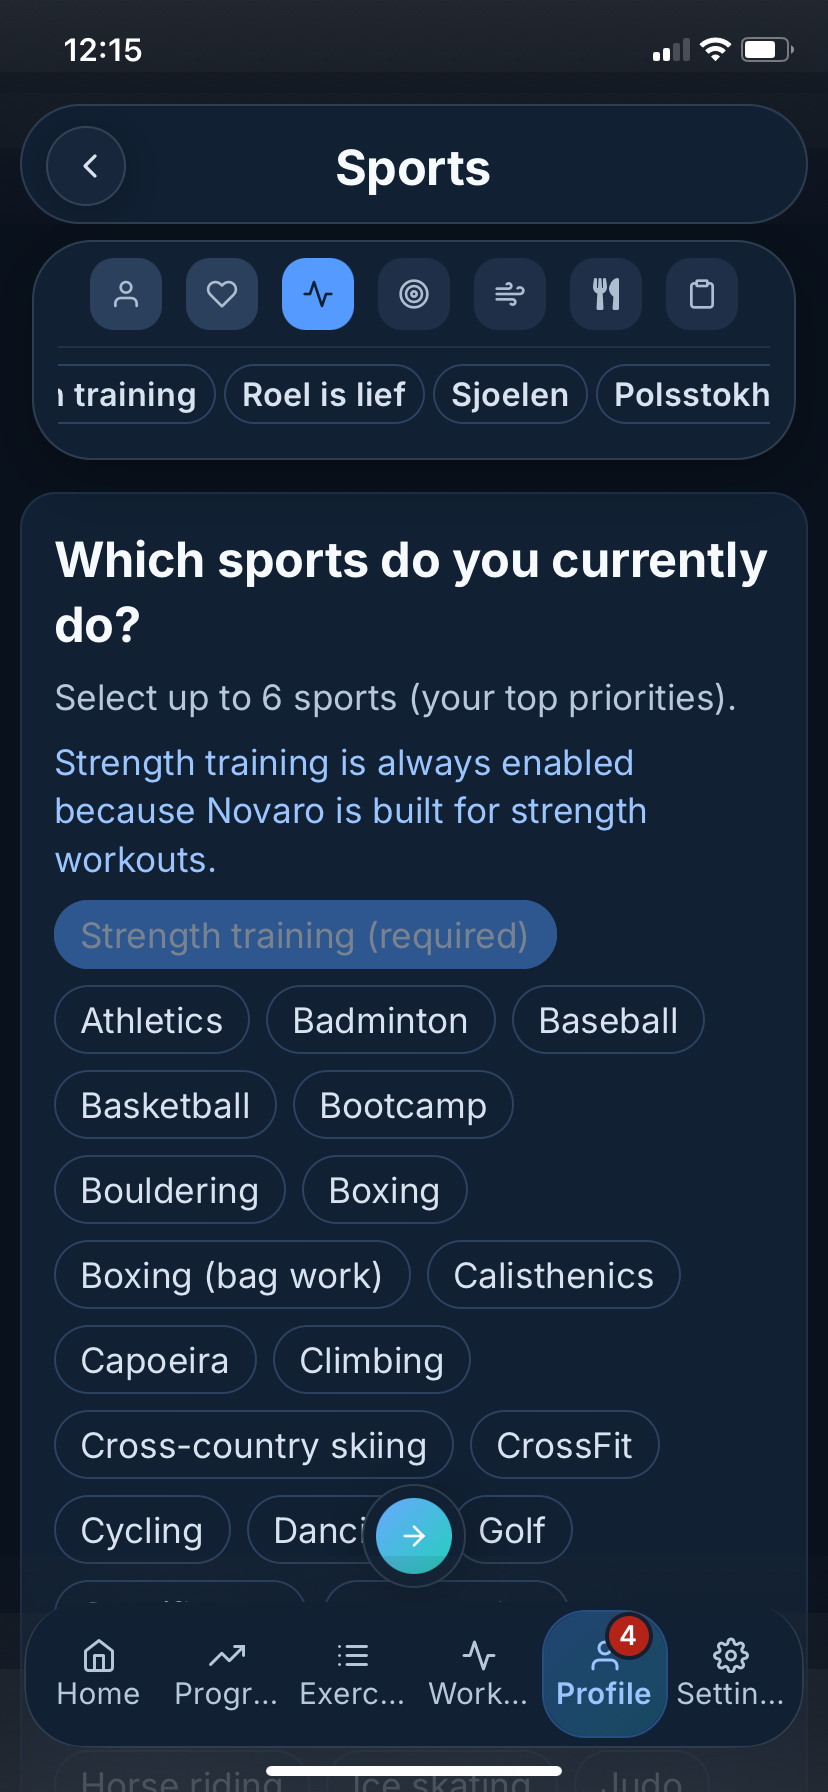 12:15
Sports
training
Roel is lief
Sjoelen
Polsstokh
Which sports do you currently
do?
Select up to 6 sports (your top priorities).
Strength training is always enabled
because Novaro is built for strength
workouts.
Strength training (required)
Athletics
Badminton
Baseball
Basketball
Bootcamp
Bouldering
Boxing
Boxing (bag work)
Calisthenics
Capoeira
Climbing
Cross-country skiing
CrossFit
Cycling
Danci
Golf
4
Home
Progr...
Exerc...
Work...
Profile
Settin...
Horse riding
Ice skating
Judo